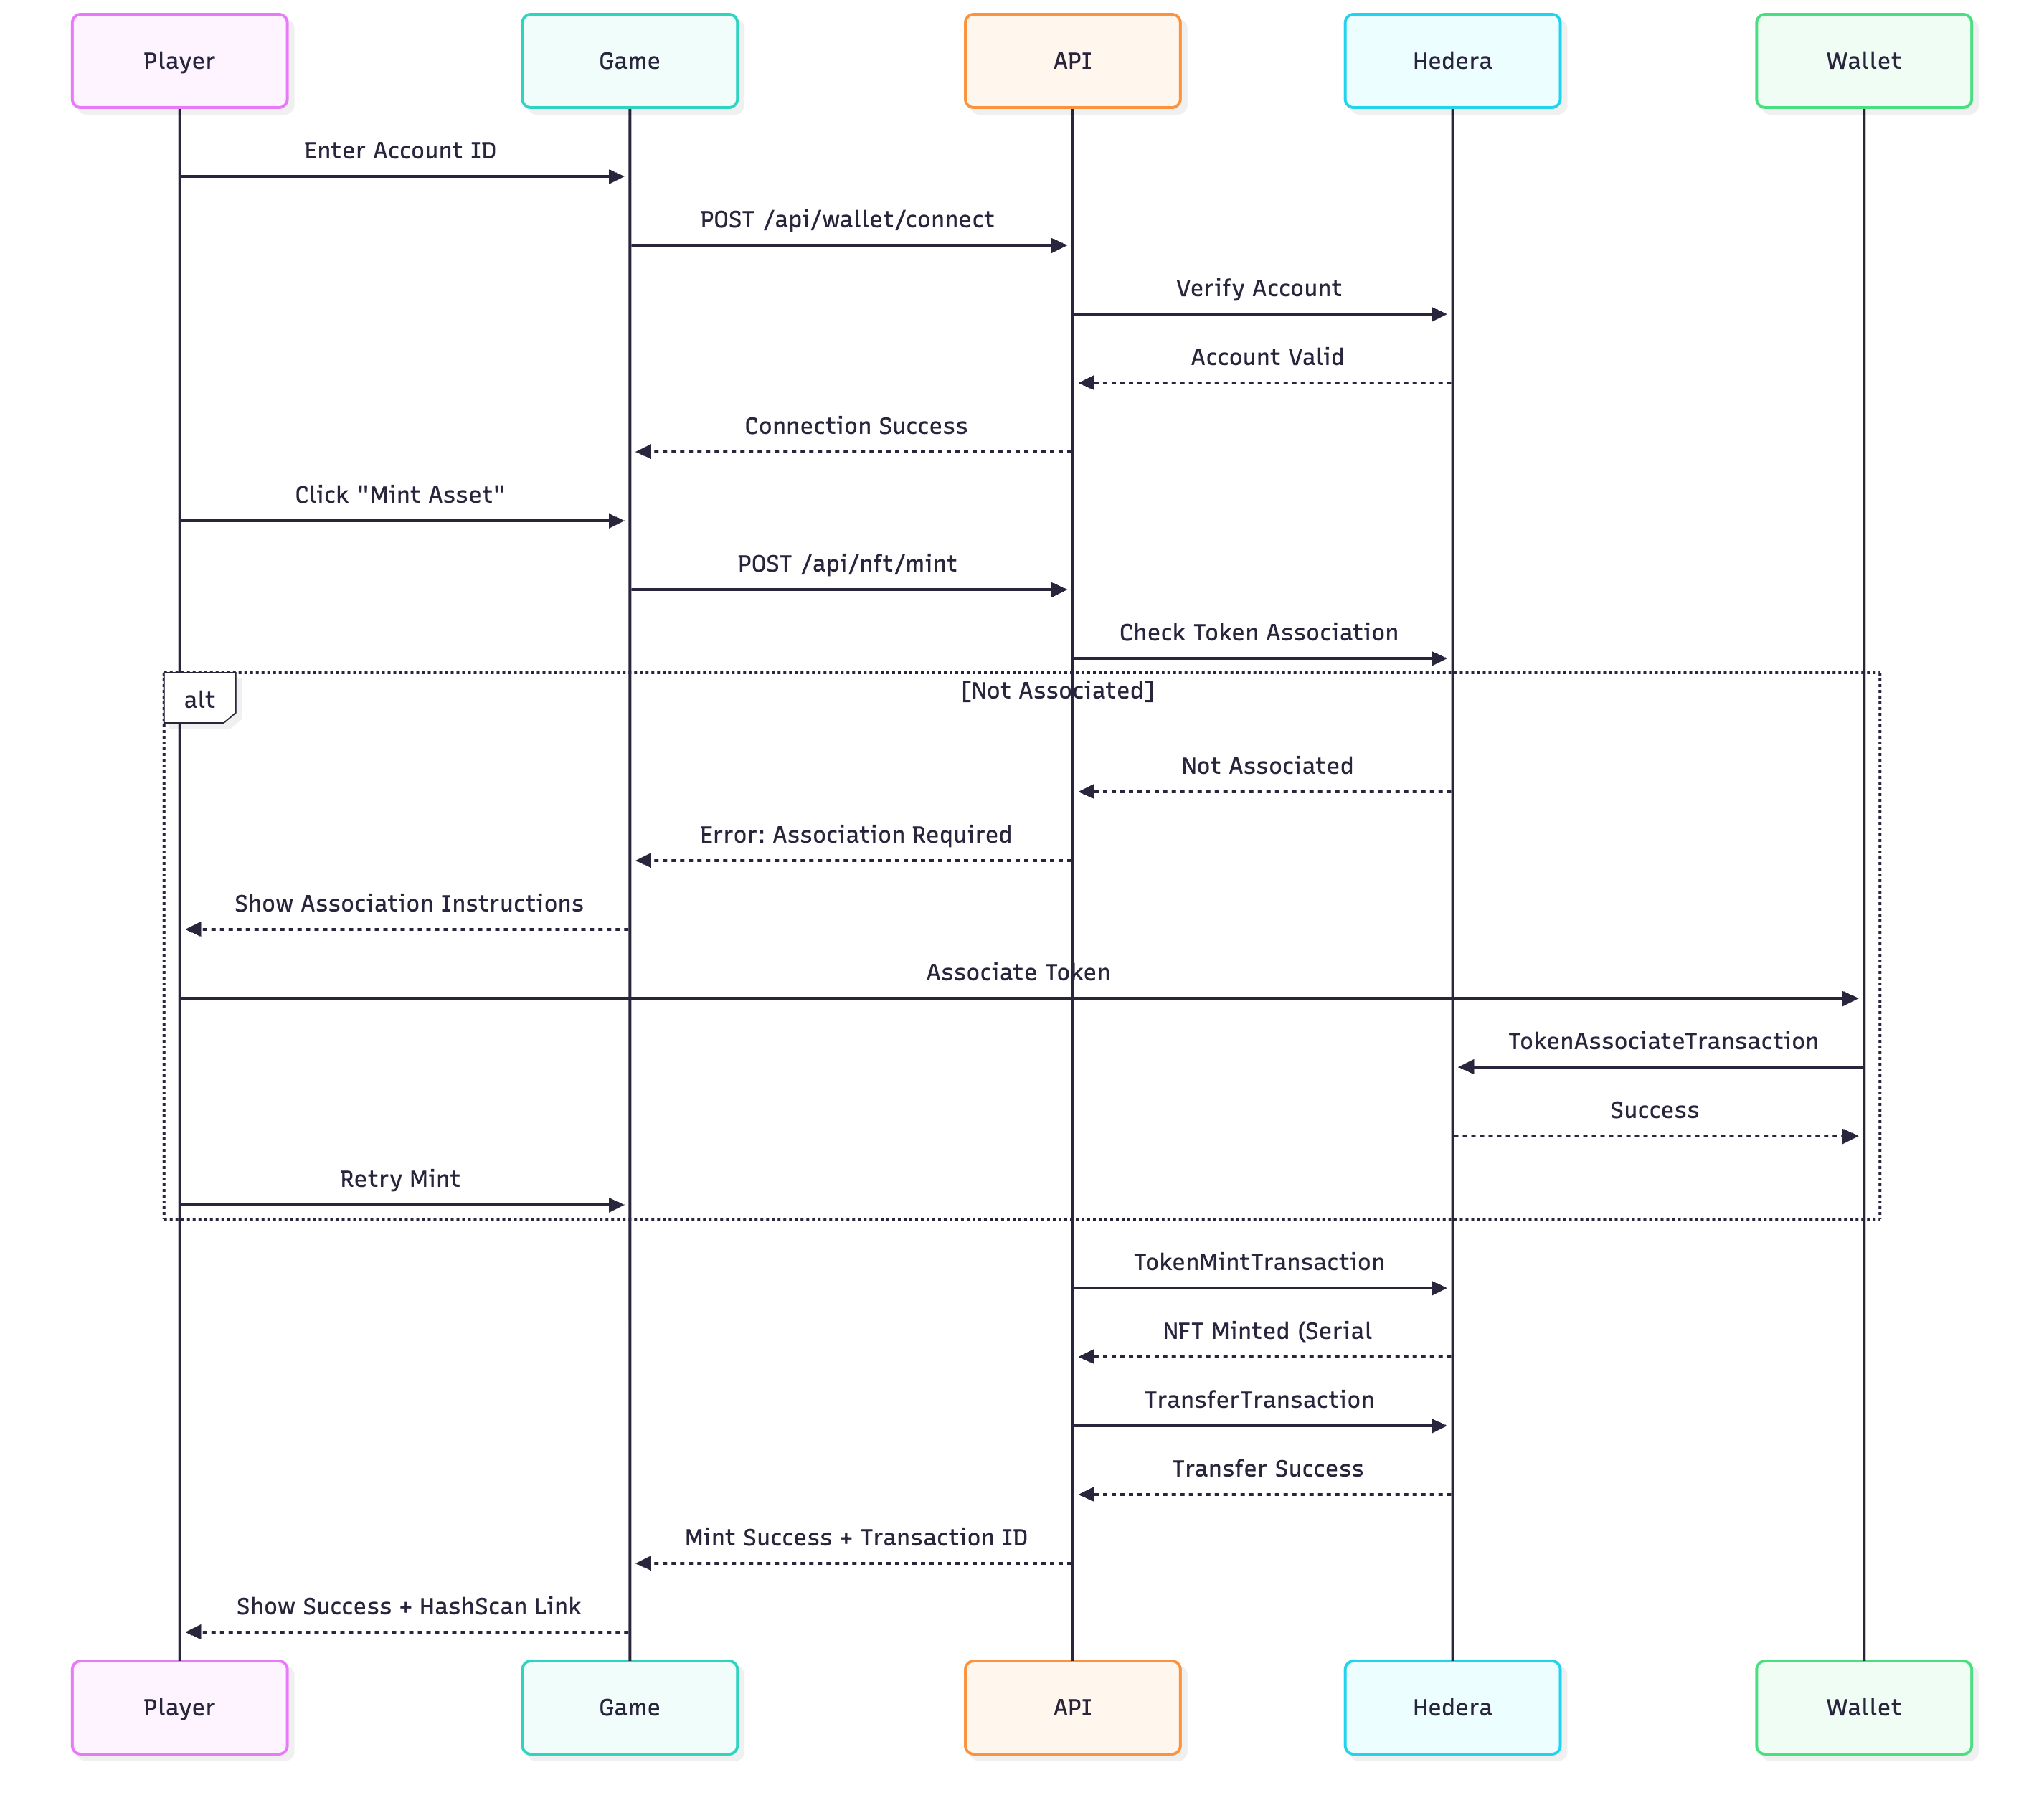 Player Game API Hedera Wallet
Enter Account ID
POST /api/wallet/connect
Verify Account
Account Valid
Connection Success
Click "Mint Asset"
POST /api/nft/mint
Check Token Association
alt
[Not Associated]
Not Associated
Error: Association Required
Show Association Instructions
Associate Token
TokenAssociateTransaction
Success
Retry Mint
TokenMintTransaction
NFT Minted (Serial
TransferTransaction
Transfer Success
Mint Success + Transaction ID
Show Success + HashScan Link
Player Game API Hedera Wallet